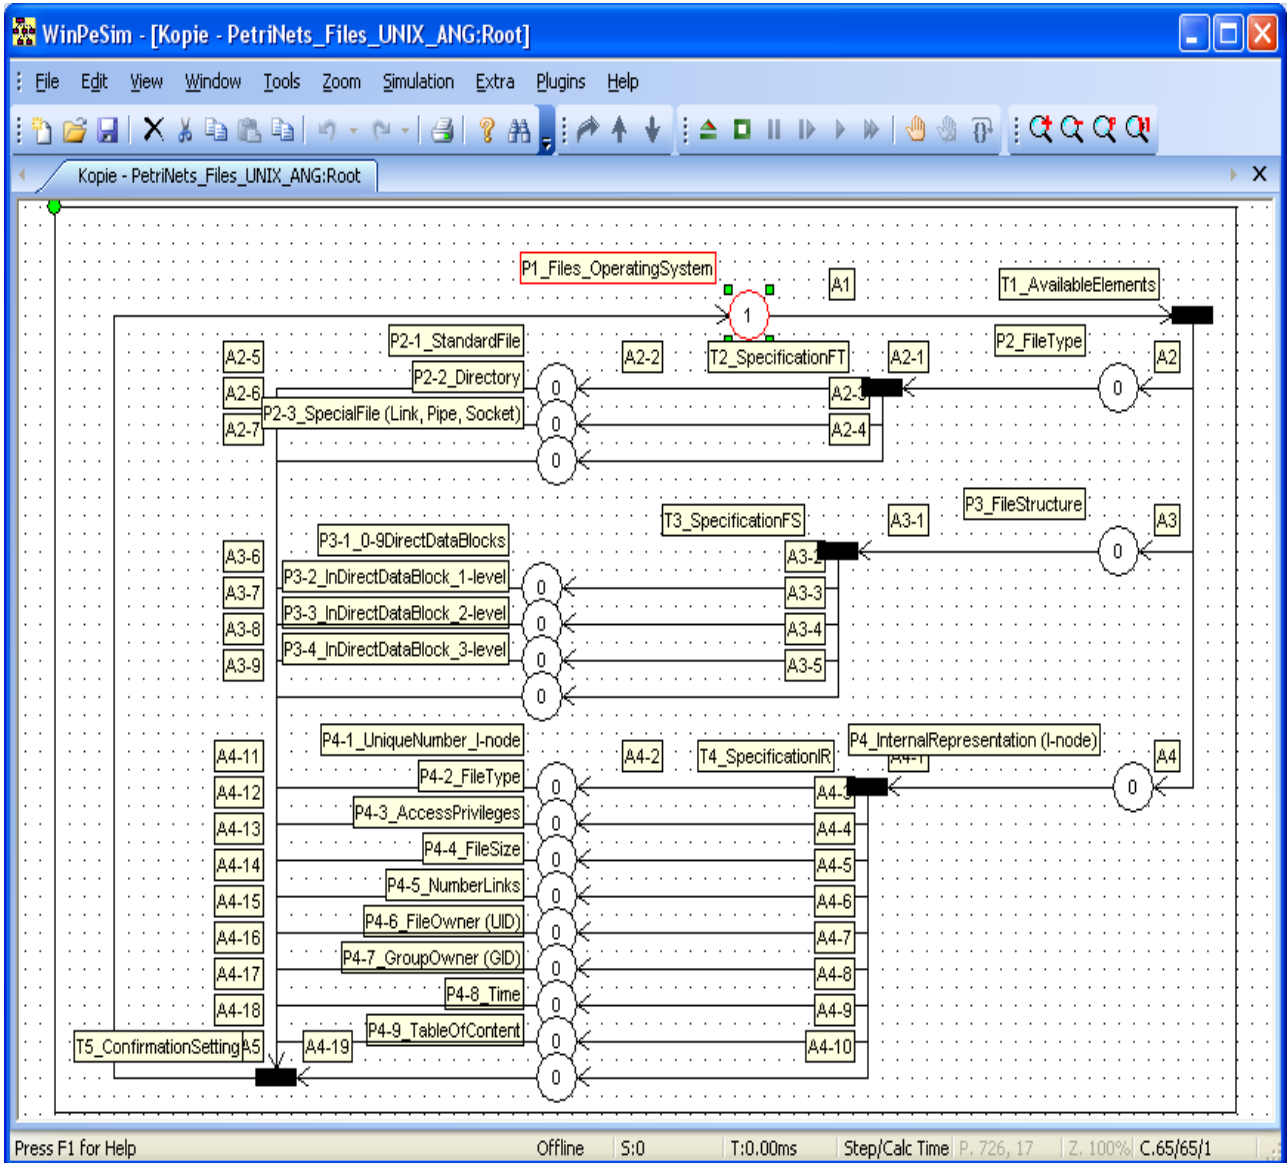 WinPeSim - [Kopie - PetriNets_Files_UNIX_ANG:Root]
File Edit View Window Tools Zoom Simulation Extra Plugins Help
Kopie - PetriNets_Files_UNIX_ANG:Root X
P1_Files_OperatingSystem
A1
T1_AvailableElements
1
P2-1_StandardFile
P2_FileType
A2-5
A2-2
T2_SpecificationFT
A2-1
A2
P2-2_Directory
0
0
A2-6
A2-3
P2-3_SpecialFile (Link, Pipe, Socket)
0
A2-7
A2-4
0
P3_FileStructure
T3_SpecificationFS
A3-1
A3
P3-1_0-9DirectDataBlocks
A3-6
A3-2
0
P3-2_InDirectDataBlock_1-level
0
A3-7
A3-3
P3-3_InDirectDataBlock_2-level
0
A3-8
A3-4
P3-4_InDirectDataBlock_3-level
0
A3-9
A3-5
0
P4-1_UniqueNumber_I-node
P4_InternalRepresentation (I-node)
A4-11
A4-2
T4_SpecificationIR
A4-1
A4
P4-2_FileType
0
0
A4-12
A4-3
P4-3_AccessPrivileges
0
A4-13
A4-4
P4-4_FileSize
0
A4-14
A4-5
P4-5_NumberLinks
0
A4-15
A4-6
P4-6_FileOwner (UID)
0
A4-16
A4-7
P4-7_GroupOwner (GID)
0
A4-17
A4-8
P4-8_Time
0
A4-18
A4-9
P4-9_TableOfContent
0
T5_ConfirmationSetting
A5
A4-19
A4-10
0
Press F1 for Help Offline S:0 T:0.00ms Step/Calc Time P. 726, 17 Z. 100% C.65/65/1